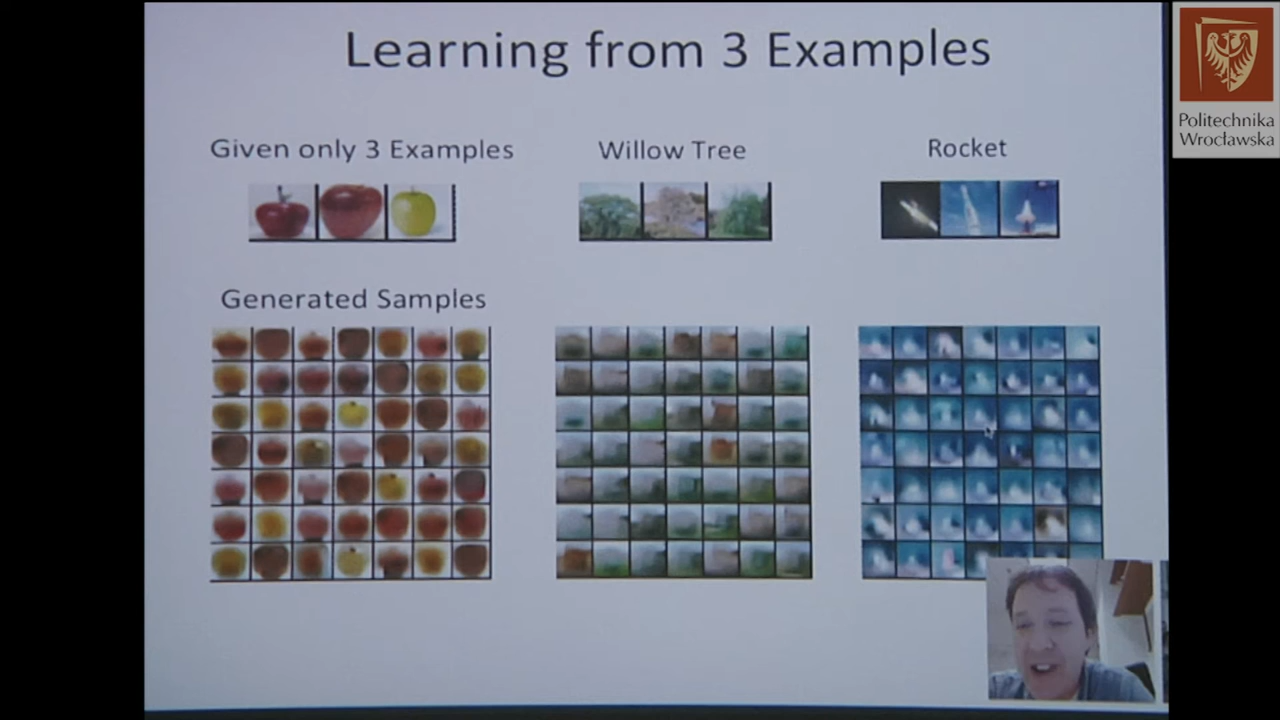 Learning from 3 Examples
Given only 3 Examples
Willow Tree
Rocket
Generated Samples
Politechnika
Wrocławska